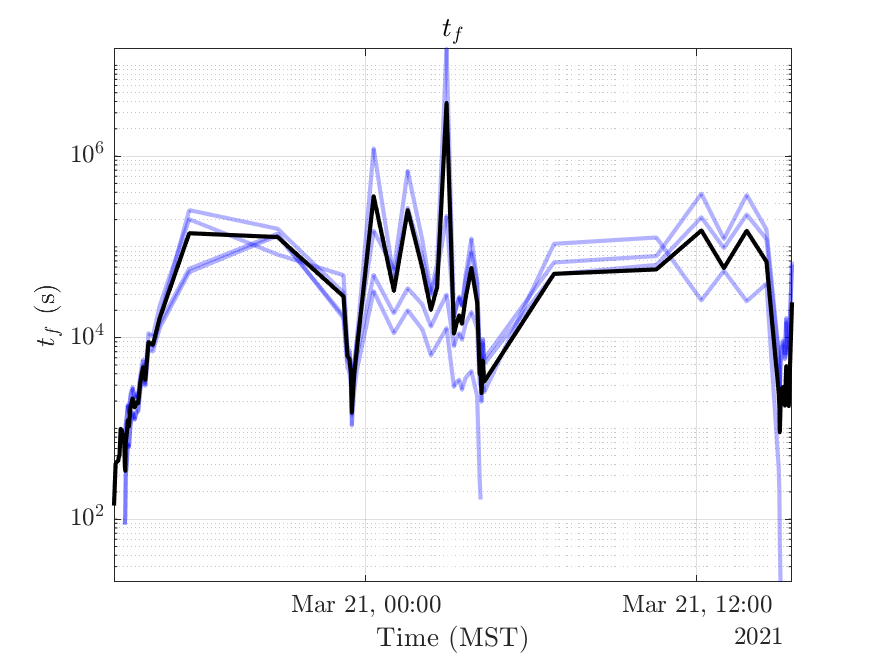 t_f
t_f (s)
10^6
10^4
10^2
Mar 21, 00:00
Mar 21, 12:00
Time (MST)
2021